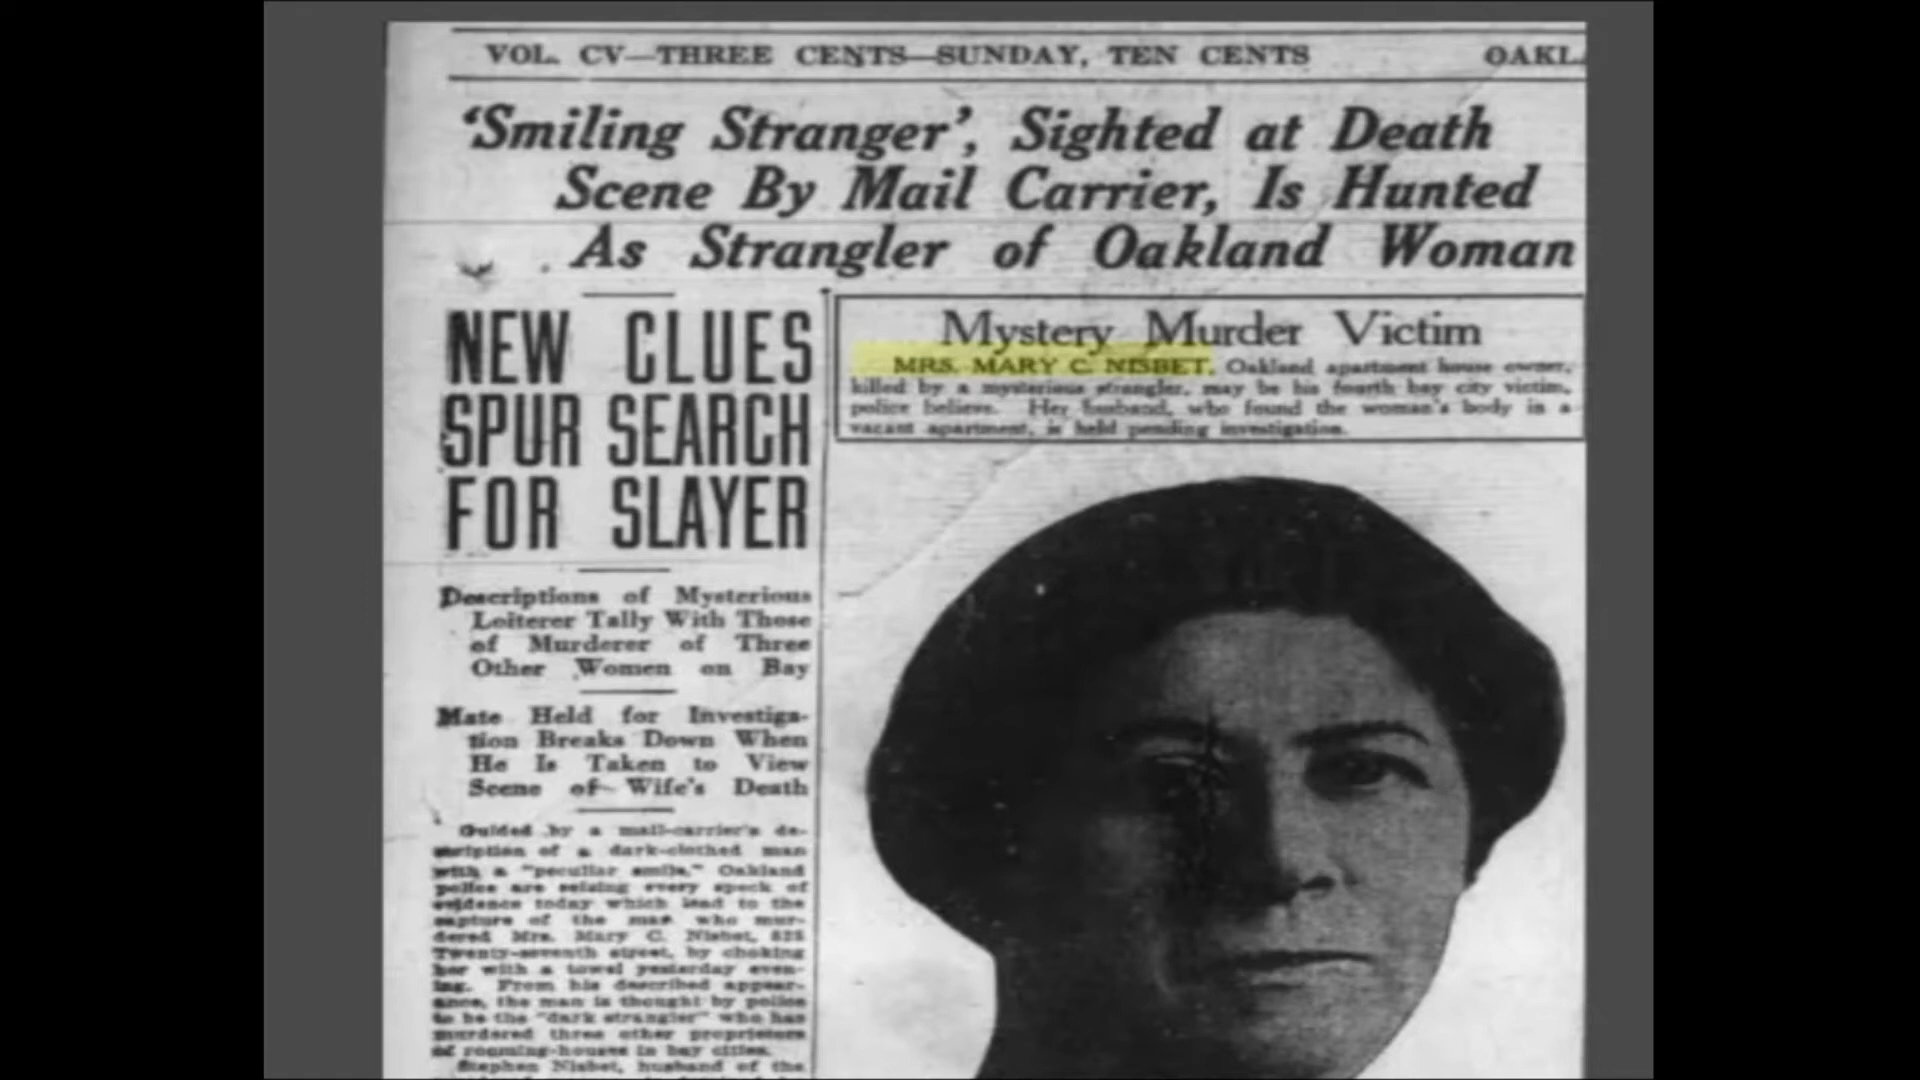 VOL. CV—THREE CENTS—SUNDAY, TEN CENTS OAKL
'Smiling Stranger', Sighted at Death
Scene By Mail Carrier, Is Hunted
As Strangler of Oakland Woman
NEW CLUES
SPUR SEARCH
FOR SLAYER
Descriptions of Mysterious
Loiterer Tally With Those
of Murderer of Three
Other Women on Bay
Mate Held for Investiga-
tion Breaks Down When
He Is Taken to View
Scene of Wife's Death
Guided by a mail-carrier's de-
scription of a dark-clothed man
with a "peculiar smile," Oakland
police are seizing every speck of
evidence today which lead to the
capture of the man who mur-
dered Mrs. Mary C. Nisbet, 525
Twenty-seventh street, by choking
her with a towel yesterday even-
ing. From his described appear-
ance, the man is thought by police
to be the "dark strangler" who has
murdered three other proprietors
of rooming-houses in bay cities.
Stephen Nisbet, husband of the
Mystery Murder Victim
MRS. MARY C. NISBET, Oakland apartment house owner,
killed by a mysterious strangler, may be his fourth bay city victim,
police believe. Her husband, who found the woman's body in a
vacant apartment, is held pending investigation.